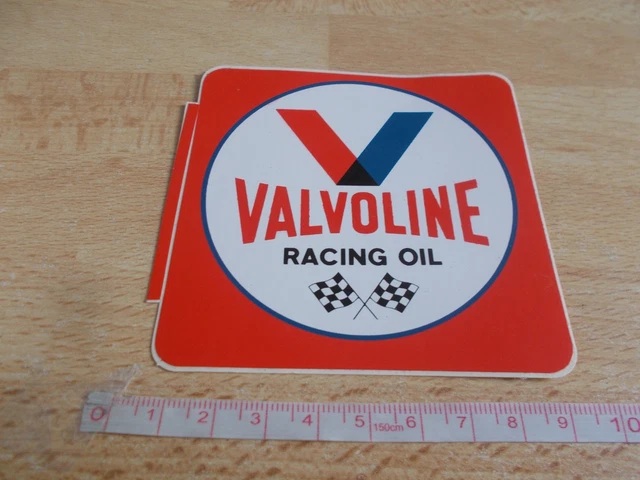 VALVOLINE
RACING OIL
0 1 2 3 4 5 150cm 6 7 8 9 10